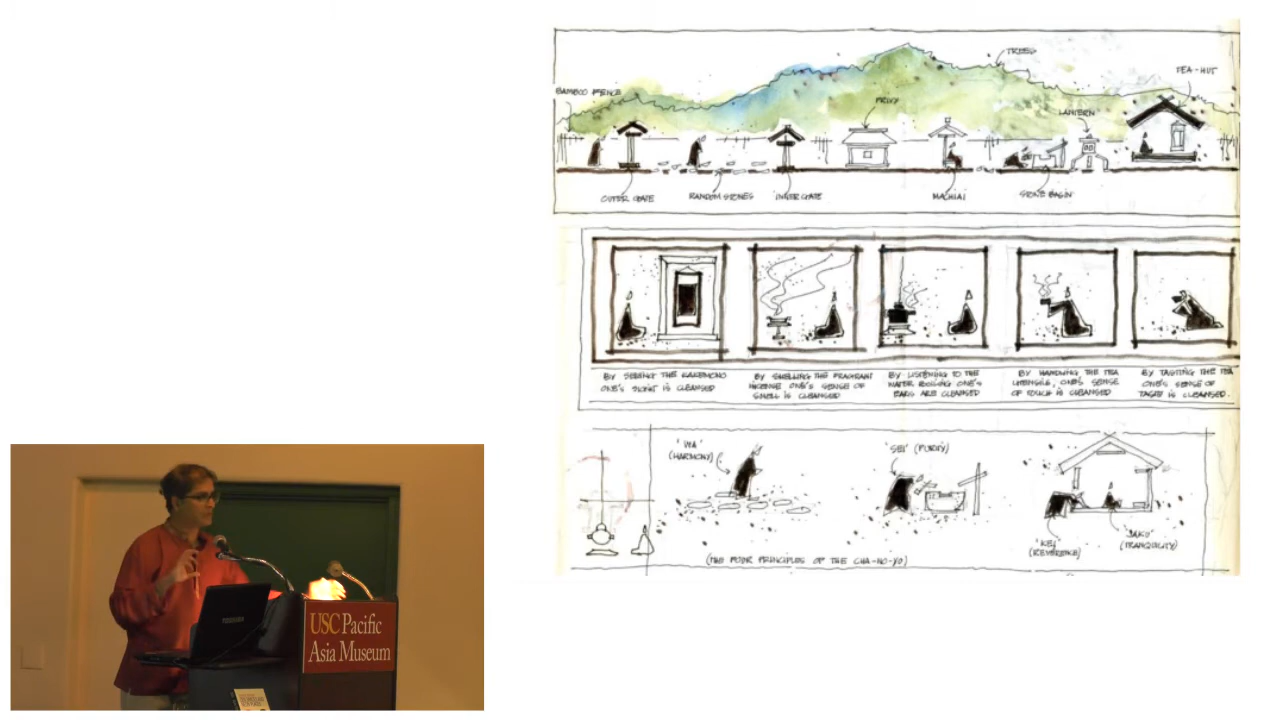 TREES
TEA-HUT
BAMBOO FENCE
PRIVY
LANTERN
OUTER GATE
RANDOM STONES
INNER GATE
MACHIAI
STONE BASIN
BY SEEING THE KAKEMONO
ONE'S SIGHT IS CLEANSED
BY SMELLING THE FRAGRANT
INCENSE ONE'S SENSE OF
SMELL IS CLEANSED
BY LISTENING TO THE
WATER BOILING ONE'S
EARS ARE CLEANSED
BY HANDLING THE TEA
UTENSILS, ONE'S SENSE
OF TOUCH IS CLEANSED
BY TASTING THE TEA
ONE'S SENSE OF
TASTE IS CLEANSED.
'WA'
(HARMONY)
'SEI' (PURITY)
'KEI'
(REVERENCE)
'JAKU'
(TRANQUILITY)
(THE FOUR PRINCIPLES OF THE CHA-NO-YU)
TOSHIBA
USC Pacific
Asia Museum